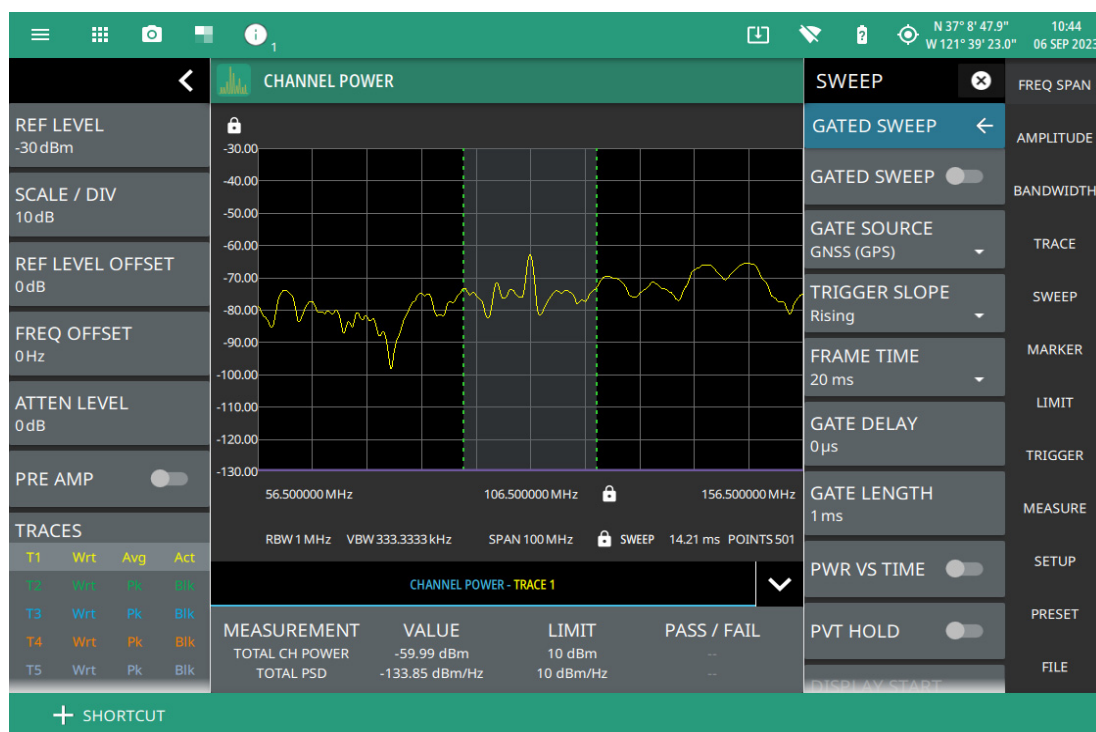 1
N 37° 8' 47.9"
W 121° 39' 23.0"
10:44
06 SEP 2023
REF LEVEL
-30 dBm
SCALE / DIV
10 dB
REF LEVEL OFFSET
0 dB
FREQ OFFSET
0 Hz
ATTEN LEVEL
0 dB
PRE AMP
TRACES
T1 Wrt Avg Act
T2 Wrt Pk Blk
T3 Wrt Pk Blk
T4 Wrt Pk Blk
T5 Wrt Pk Blk
CHANNEL POWER
-30.00
-40.00
-50.00
-60.00
-70.00
-80.00
-90.00
-100.00
-110.00
-120.00
-130.00
56.500000 MHz 106.500000 MHz 156.500000 MHz
RBW 1 MHz VBW 333.3333 kHz SPAN 100 MHz SWEEP 14.21 ms POINTS 501
CHANNEL POWER - TRACE 1
MEASUREMENT VALUE LIMIT PASS / FAIL
TOTAL CH POWER -59.99 dBm 10 dBm --
TOTAL PSD -133.85 dBm/Hz 10 dBm/Hz --
SWEEP
GATED SWEEP
GATED SWEEP
GATE SOURCE
GNSS (GPS)
TRIGGER SLOPE
Rising
FRAME TIME
20 ms
GATE DELAY
0 µs
GATE LENGTH
1 ms
PWR VS TIME
PVT HOLD
DISPLAY START
FREQ SPAN
AMPLITUDE
BANDWIDTH
TRACE
SWEEP
MARKER
LIMIT
TRIGGER
MEASURE
SETUP
PRESET
FILE
+ SHORTCUT